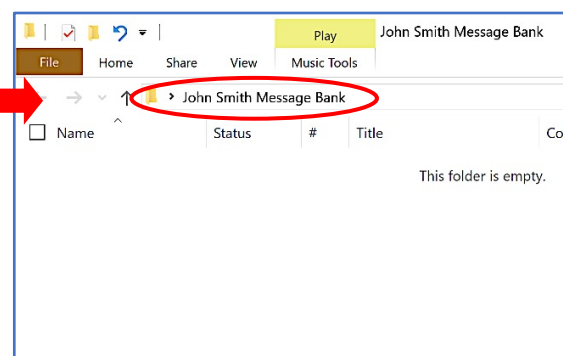 Play John Smith Message Bank
File Home Share View Music Tools
John Smith Message Bank
Name Status # Title Co
This folder is empty.